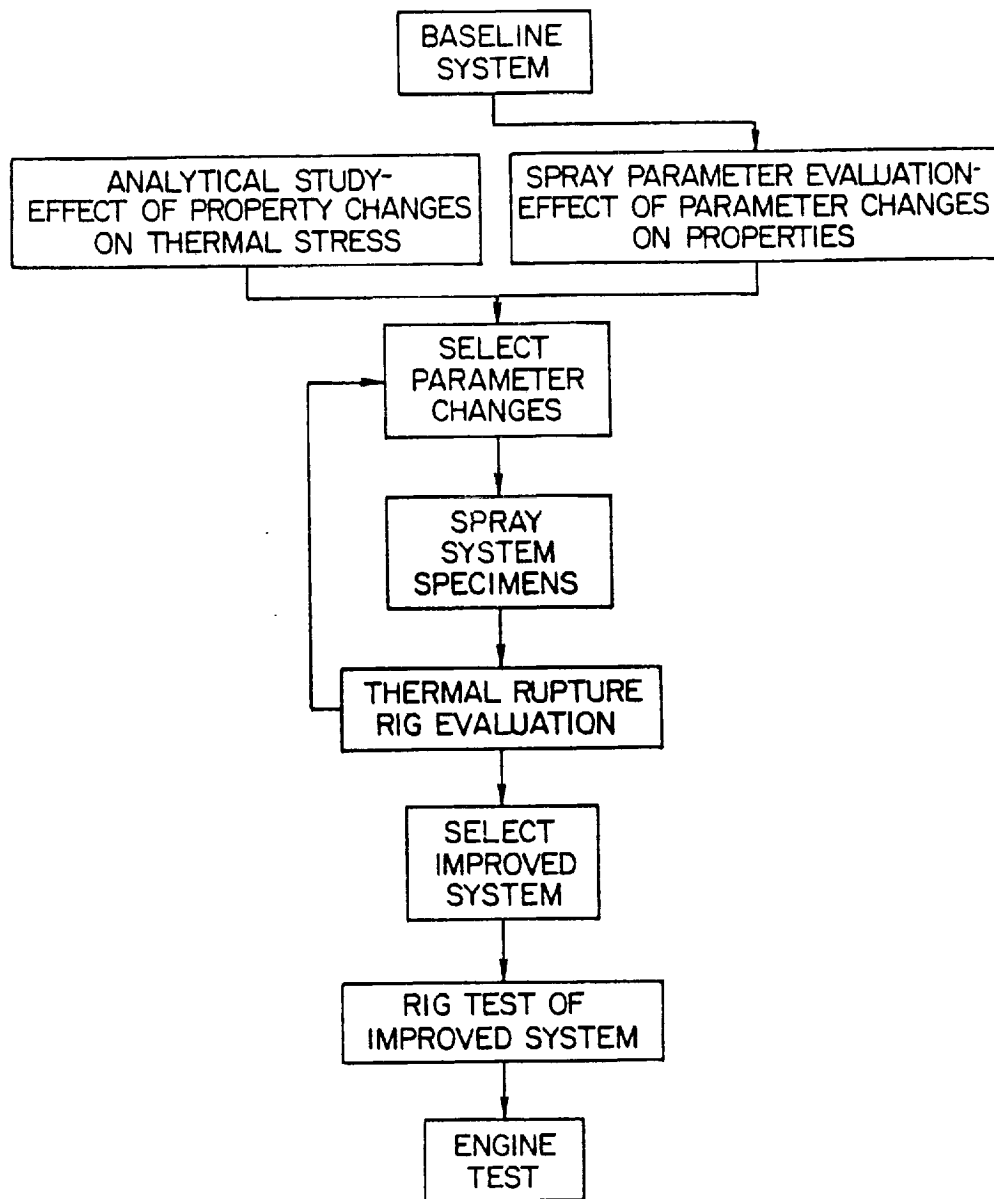 BASELINE
SYSTEM
ANALYTICAL STUDY-
EFFECT OF PROPERTY CHANGES
ON THERMAL STRESS
SPRAY PARAMETER EVALUATION-
EFFECT OF PARAMETER CHANGES
ON PROPERTIES
SELECT
PARAMETER
CHANGES
SPRAY
SYSTEM
SPECIMENS
THERMAL RUPTURE
RIG EVALUATION
SELECT
IMPROVED
SYSTEM
RIG TEST OF
IMPROVED SYSTEM
ENGINE
TEST